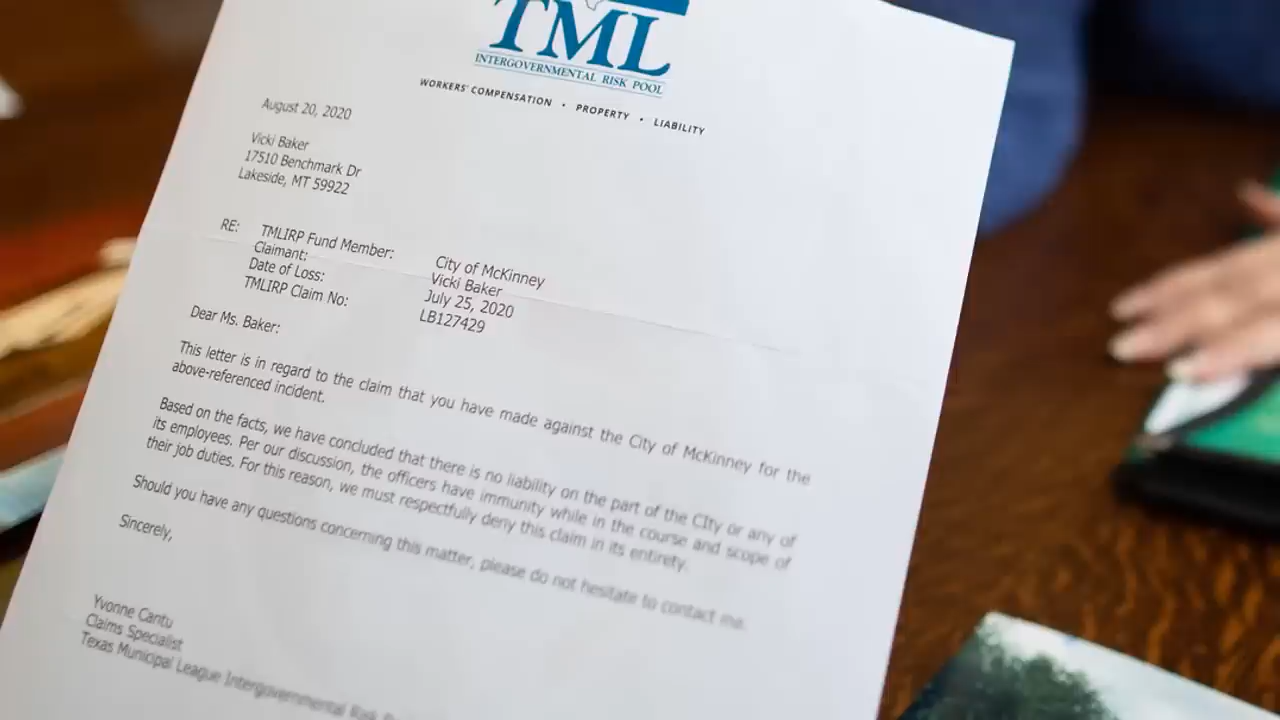 TML
INTERGOVERNMENTAL RISK POOL
WORKERS' COMPENSATION • PROPERTY • LIABILITY
August 20, 2020
Vicki Baker
17510 Benchmark Dr
Lakeside, MT 59922
RE: TMLIRP Fund Member: City of McKinney
Claimant: Vicki Baker
Date of Loss: July 25, 2020
TMLIRP Claim No: LB127429
Dear Ms. Baker:
This letter is in regard to the claim that you have made against the City of McKinney for the
above-referenced incident.
Based on the facts, we have concluded that there is no liability on the part of the CIty or any of
its employees. Per our discussion, the officers have immunity while in the course and scope of
their job duties. For this reason, we must respectfully deny this claim in its entirety.
Should you have any questions concerning this matter, please do not hesitate to contact me.
Sincerely,
Yvonne Cantu
Claims Specialist
Texas Municipal League Intergovernmental Risk